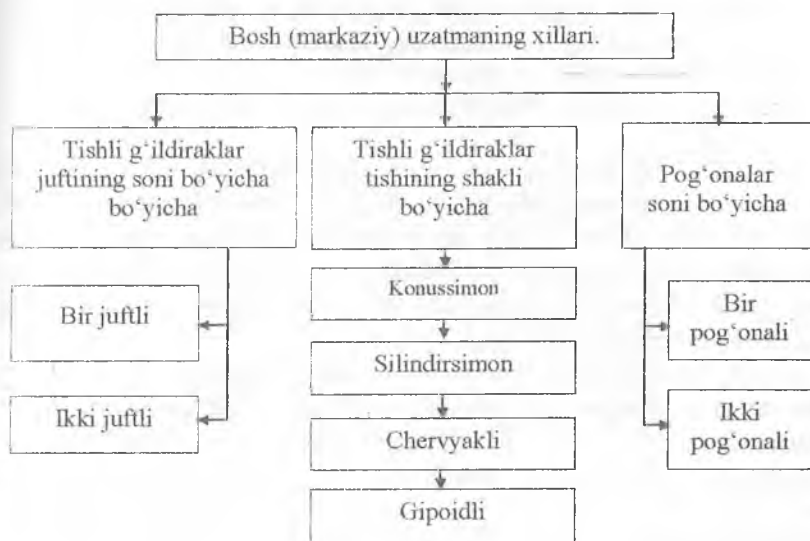 Bosh (markaziy) uzatmaning xillari.
Tishli g‘ildiraklar
juftining soni bo‘yicha
bo‘yicha
Tishli g‘ildiraklar
tishining shakli
bo‘yicha
Pog‘onalar
soni bo‘yicha
Bir juftli
Ikki juftli
Konussimon
Silindirsimon
Chervyakli
Gipoidli
Bir
pog‘onali
Ikki
pog‘onali